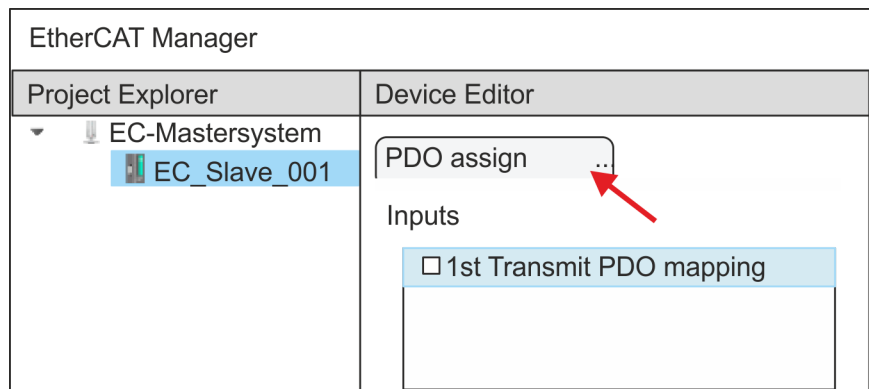 EtherCAT Manager
Project Explorer
Device Editor
EC-Mastersystem
EC_Slave_001
PDO assign ...
Inputs
1st Transmit PDO mapping